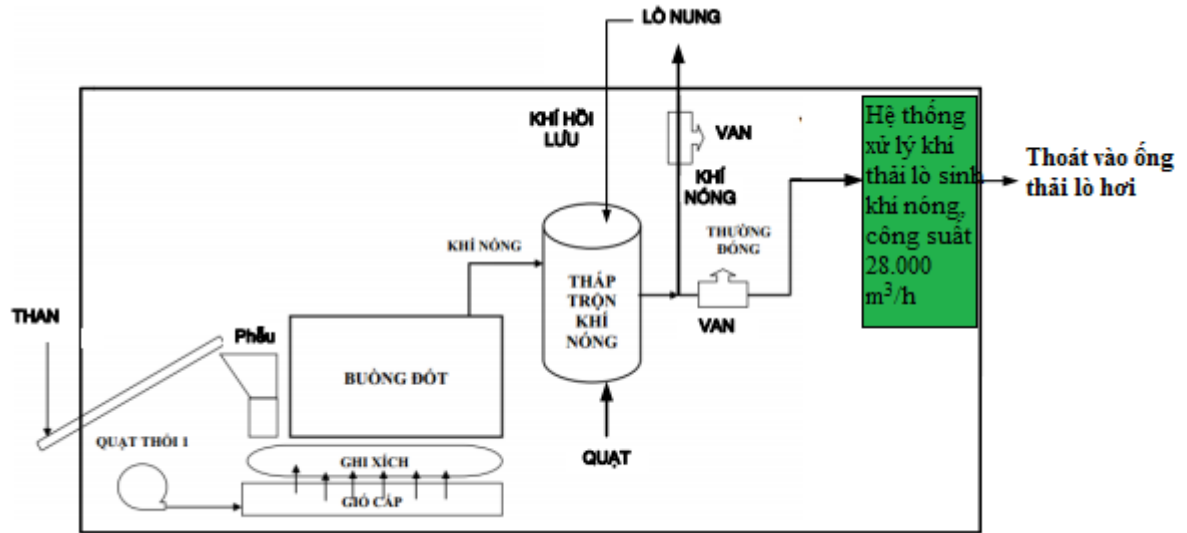 LÒ NUNG
KHÍ HỒI
LƯU
VAN
KHÍ
NÓNG
Hệ thống
xử lý khí
thải lò sinh
khí nóng,
công suất
28.000
m³/h
Thoát vào ống
thải lò hơi
THƯỜNG
ĐÓNG
KHÍ NÓNG
THÁP
TRỘN
KHÍ
NÓNG
VAN
THAN
Phễu
BUỒNG ĐỐT
QUẠT THỔI 1
GHI XÍCH
QUẠT
GIÓ CẤP